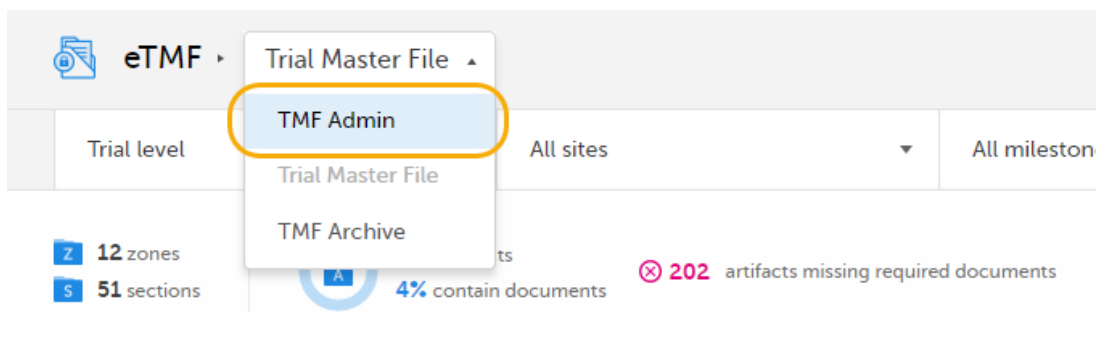 eTMF ▸ Trial Master File ▴
TMF Admin
Trial Master File
TMF Archive
Trial level
All sites
All mileston
Z 12 zones
S 51 sections
A
ts
4% contain documents
202 artifacts missing required documents